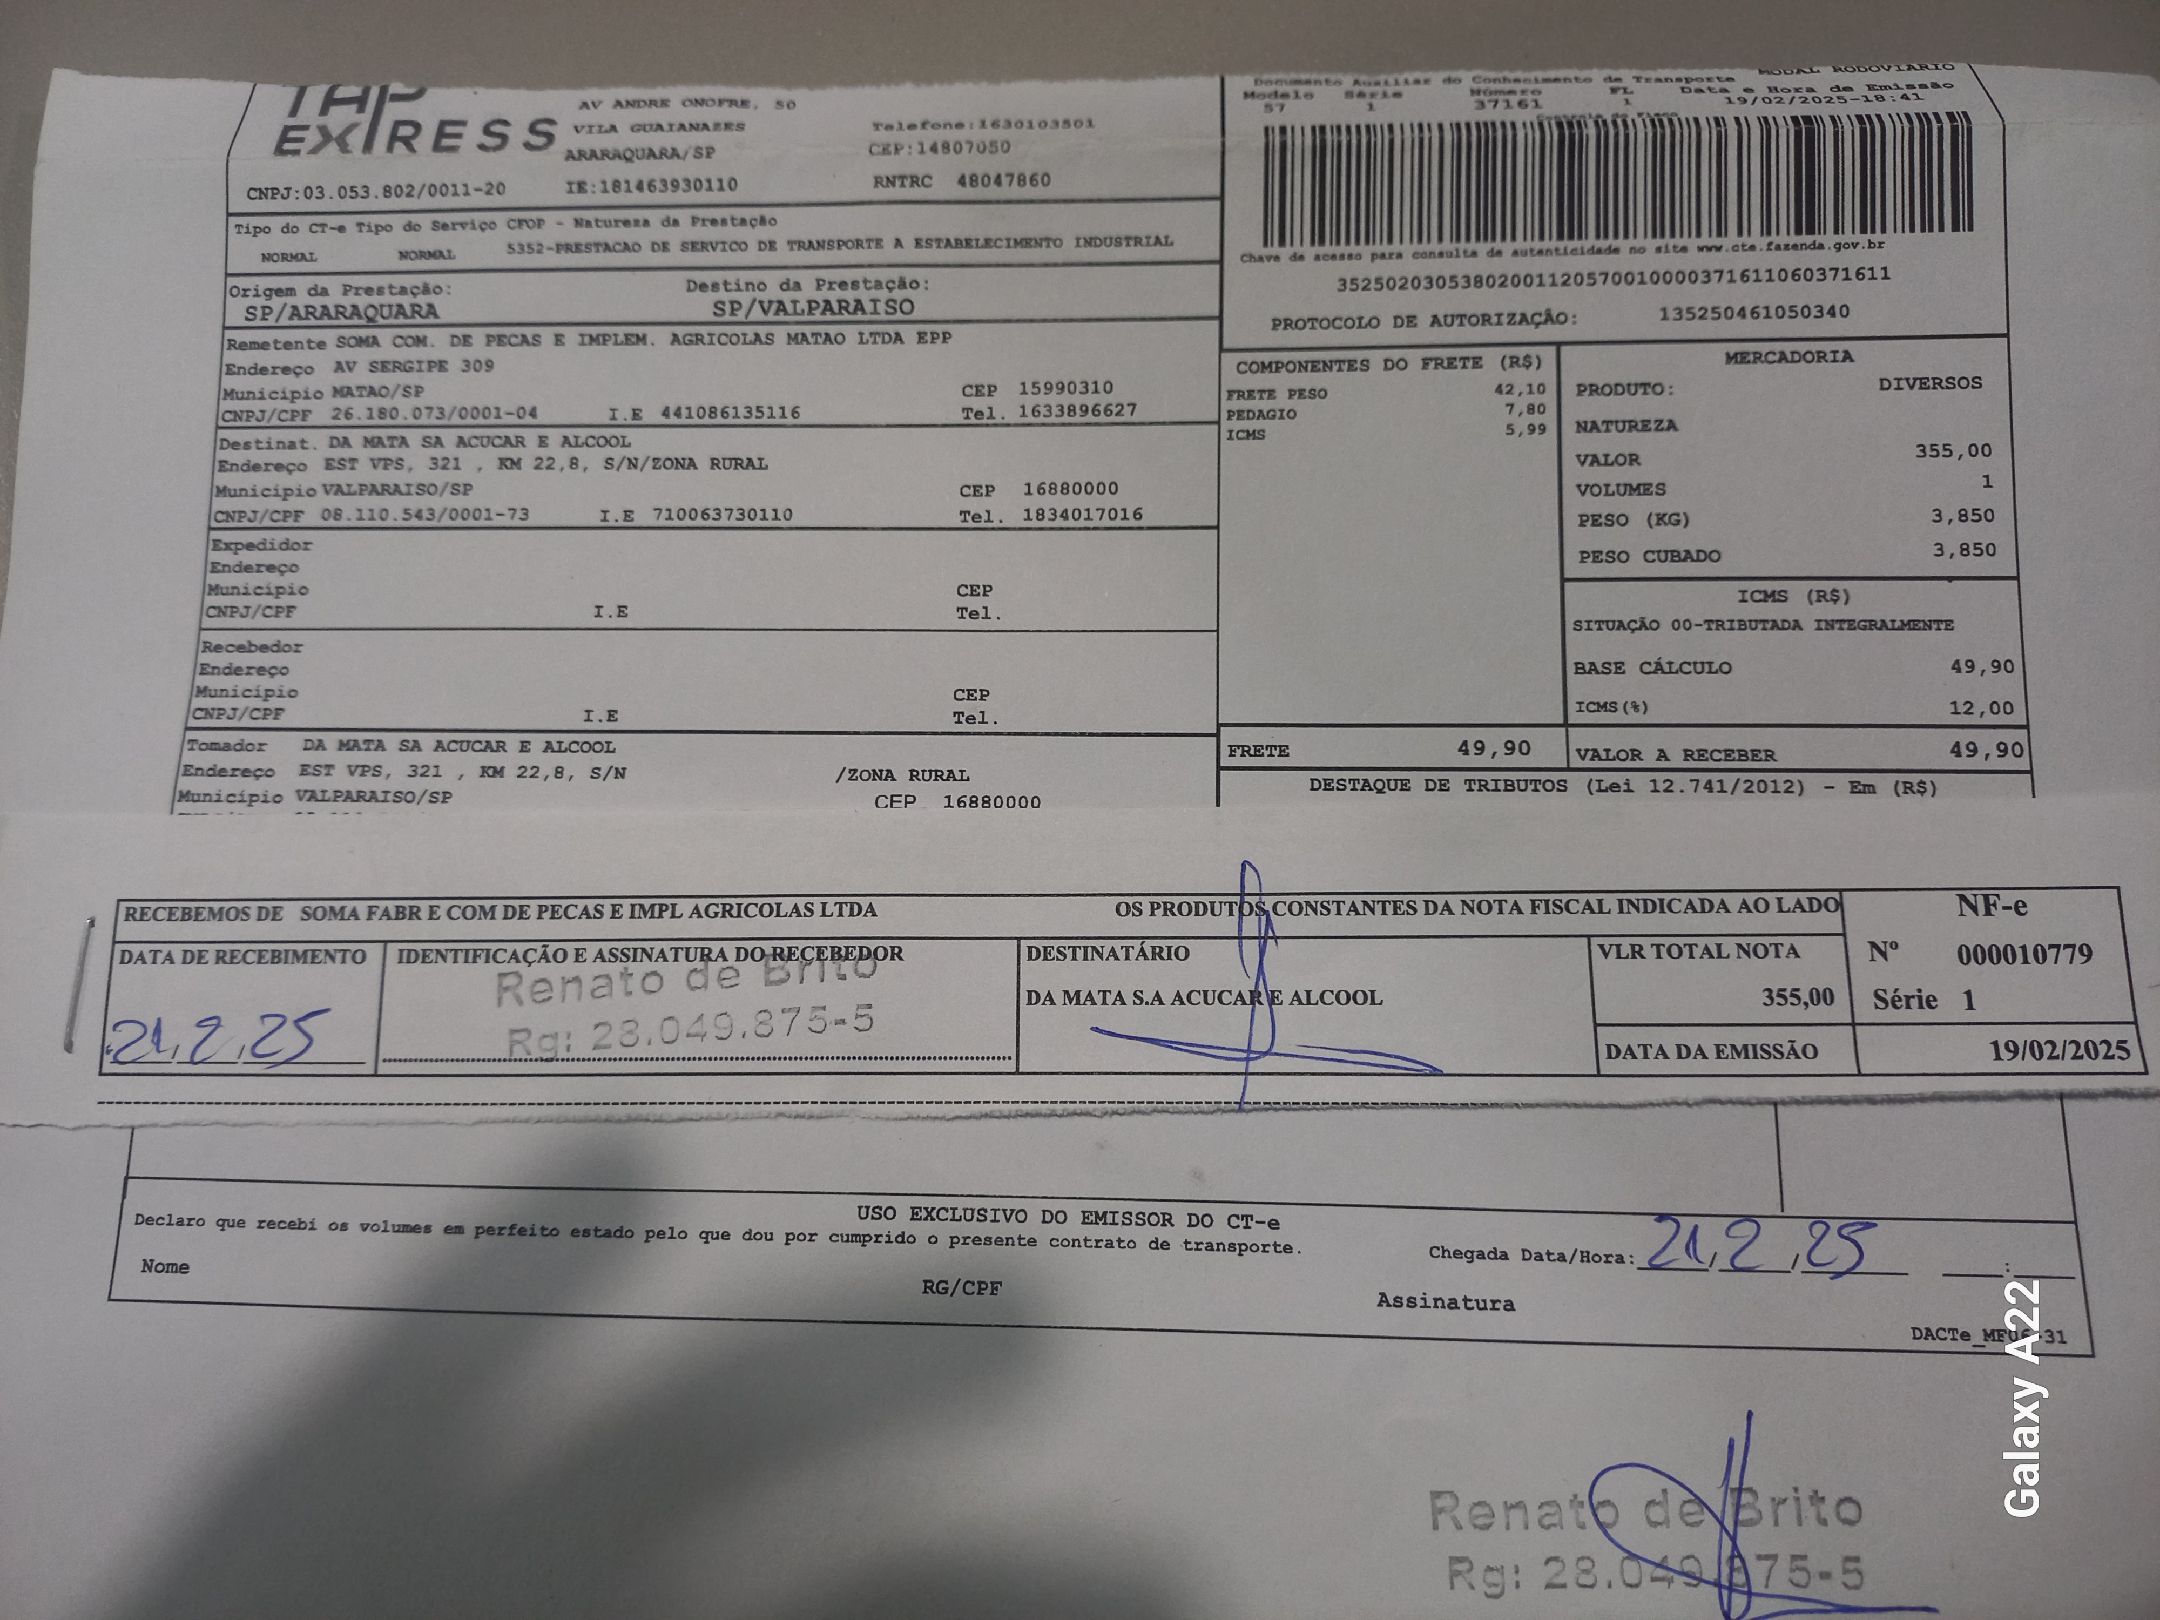 TAP
EXPRESS
AV ANDRE ONOFRE, 50
VILA GUAIANAZES
ARARAQUARA/SP
Telefone:1630103501
CEP:14807050
CNPJ:03.053.802/0011-20 IE:181463930110 RNTRC 48047860
Documento Auxiliar do Conhecimento de Transporte MODAL RODOVIARIO
Modelo Série Número FL Data e Hora de Emissão
57 1 37161 1 19/02/2025-18:41
Controle do Fisco
Chave de acesso para consulta de autenticidade no site www.cte.fazenda.gov.br
35250203053802001120570010000371611060371611
PROTOCOLO DE AUTORIZAÇÃO: 135250461050340
Tipo do CT-e Tipo do Serviço CFOP - Natureza da Prestação
NORMAL NORMAL 5352-PRESTACAO DE SERVICO DE TRANSPORTE A ESTABELECIMENTO INDUSTRIAL
Origem da Prestação: Destino da Prestação:
SP/ARARAQUARA SP/VALPARAISO
Remetente SOMA COM. DE PECAS E IMPLEM. AGRICOLAS MATAO LTDA EPP
Endereço AV SERGIPE 309
Município MATAO/SP CEP 15990310
CNPJ/CPF 26.180.073/0001-04 I.E 441086135116 Tel. 1633896627
Destinat. DA MATA SA ACUCAR E ALCOOL
Endereço EST VPS, 321 , KM 22,8, S/N/ZONA RURAL
Município VALPARAISO/SP CEP 16880000
CNPJ/CPF 08.110.543/0001-73 I.E 710063730110 Tel. 1834017016
Expedidor
Endereço
Município CEP
CNPJ/CPF I.E Tel.
Recebedor
Endereço
Município CEP
CNPJ/CPF I.E Tel.
Tomador DA MATA SA ACUCAR E ALCOOL
Endereço EST VPS, 321 , KM 22,8, S/N /ZONA RURAL
Município VALPARAISO/SP CEP 16880000
COMPONENTES DO FRETE (R$)
FRETE PESO 42,10
PEDAGIO 7,80
ICMS 5,99
FRETE 49,90
MERCADORIA
PRODUTO: DIVERSOS
NATUREZA
VALOR 355,00
VOLUMES 1
PESO (KG) 3,850
PESO CUBADO 3,850
ICMS (R$)
SITUAÇÃO 00-TRIBUTADA INTEGRALMENTE
BASE CÁLCULO 49,90
ICMS(%) 12,00
VALOR A RECEBER 49,90
DESTAQUE DE TRIBUTOS (Lei 12.741/2012) - Em (R$)
RECEBEMOS DE SOMA FABR E COM DE PECAS E IMPL AGRICOLAS LTDA OS PRODUTOS CONSTANTES DA NOTA FISCAL INDICADA AO LADO
NF-e
Nº 000010779
Série 1
DATA DE RECEBIMENTO
21,2,25
IDENTIFICAÇÃO E ASSINATURA DO RECEBEDOR
Renato de Brito
Rg: 28.049.875-5
DESTINATÁRIO
DA MATA S.A ACUCAR E ALCOOL
VLR TOTAL NOTA
355,00
DATA DA EMISSÃO 19/02/2025
USO EXCLUSIVO DO EMISSOR DO CT-e
Declaro que recebi os volumes em perfeito estado pelo que dou por cumprido o presente contrato de transporte.
Chegada Data/Hora: 21,2,25 :
Nome RG/CPF Assinatura
DACTe_MF06-31
Renato de Brito
Rg: 28.049.875-5
Galaxy A22